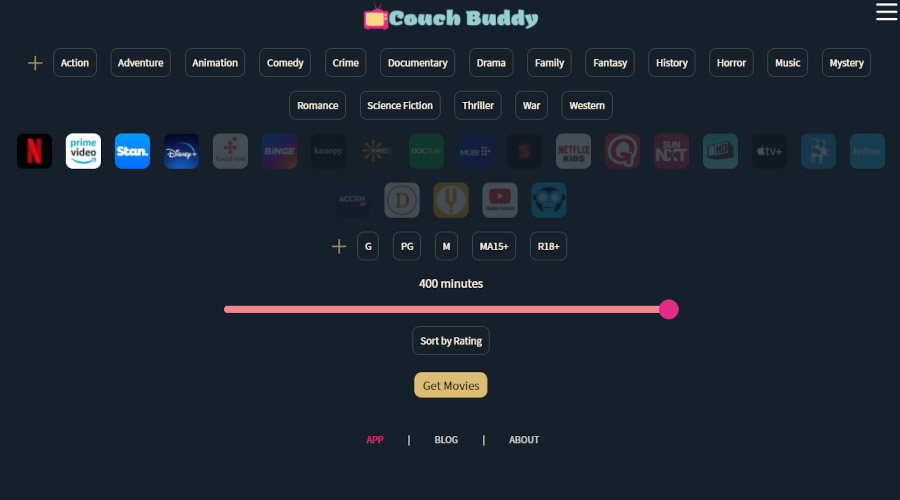 Couch Buddy
Action Adventure Animation Comedy Crime Documentary Drama Family Fantasy History Horror Music Mystery
Romance Science Fiction Thriller War Western
N prime video Stan. Disney+ BINGE kanopy DOCPLAY MUBI S NETFLIX KIDS SUN NXT tv+ britbox
ACORN D
G PG M MA15+ R18+
400 minutes
Sort by Rating
Get Movies
APP | BLOG | ABOUT